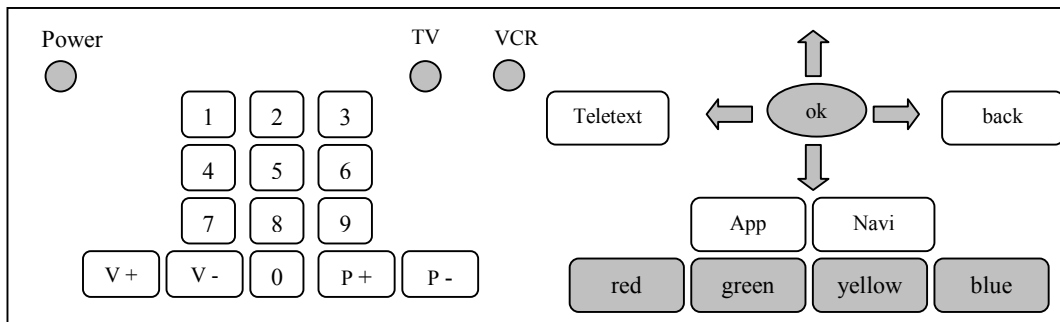 Power TV VCR
1 2 3 Teletext ok back
4 5 6
7 8 9 App Navi
V + V - 0 P + P -
red green yellow blue